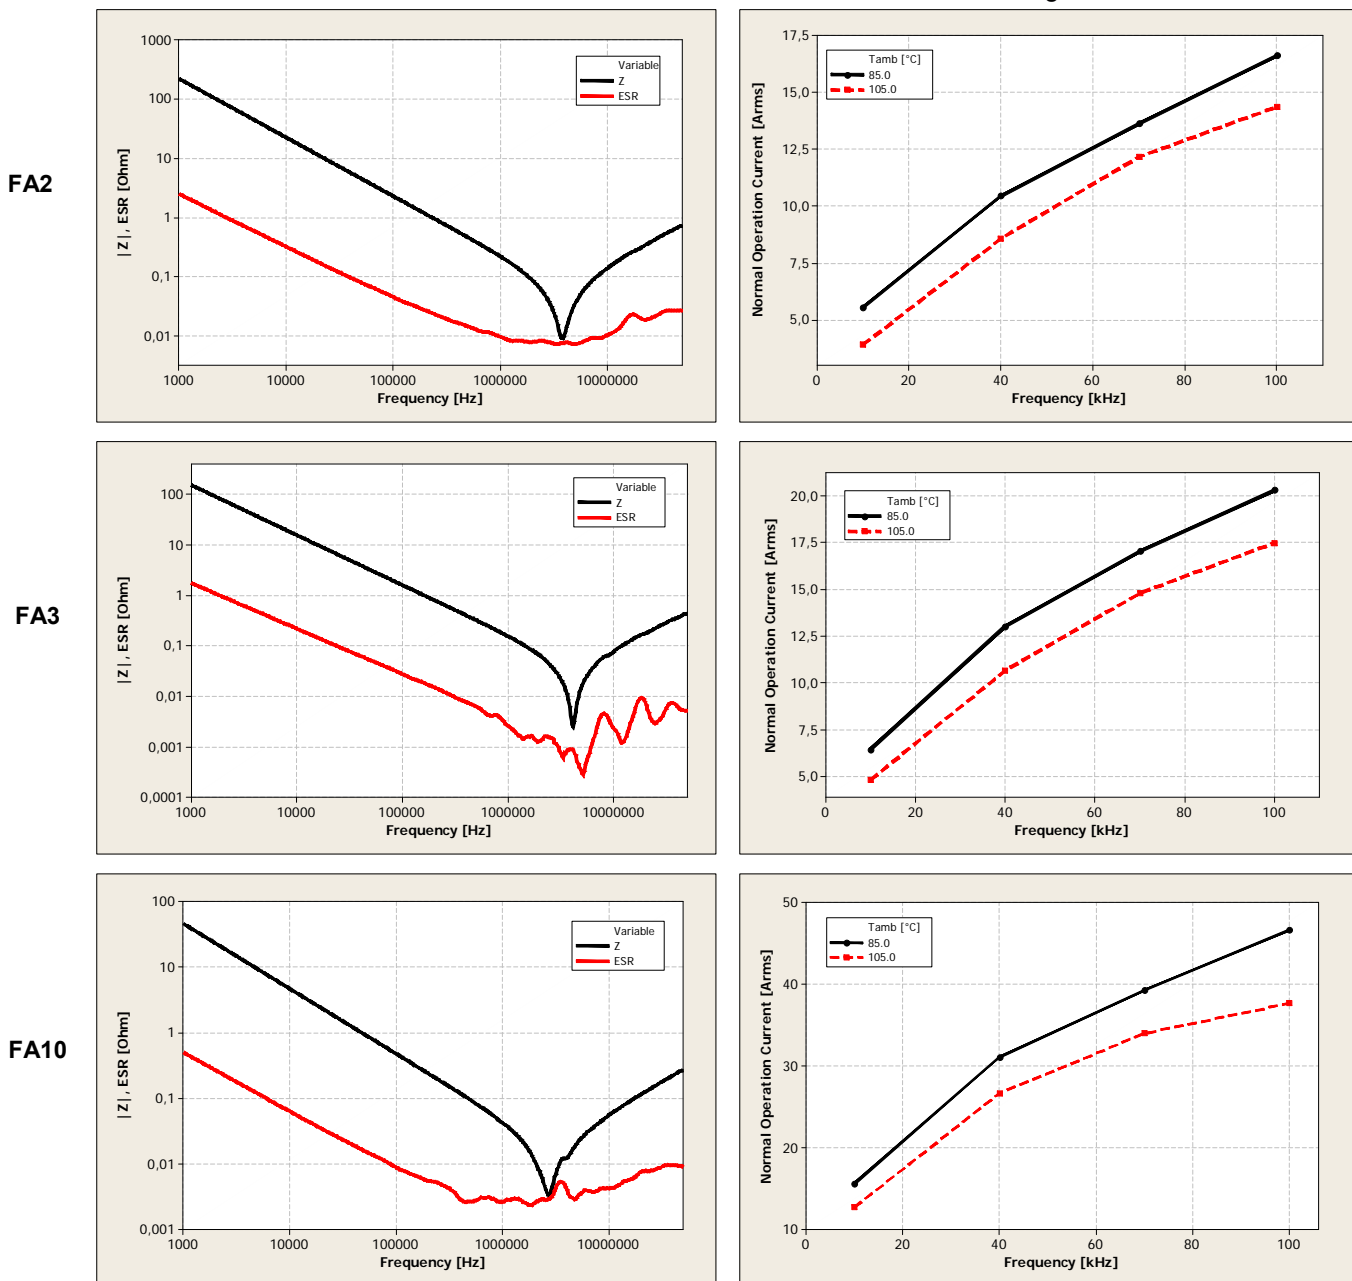 FA2
1000
100
10
1
0,1
0,01
|Z|, ESR [Ohm]
Variable
Z
ESR
1000
10000
100000
1000000
10000000
Frequency [Hz]
17,5
15,0
12,5
10,0
7,5
5,0
Normal Operation Current [Arms]
Tamb [°C]
85.0
105.0
0
20
40
60
80
100
Frequency [kHz]
FA3
100
10
1
0,1
0,01
0,001
0,0001
|Z|, ESR [Ohm]
Variable
Z
ESR
1000
10000
100000
1000000
10000000
Frequency [Hz]
20,0
17,5
15,0
12,5
10,0
7,5
5,0
Normal Operation Current [Arms]
Tamb [°C]
85.0
105.0
0
20
40
60
80
100
Frequency [kHz]
FA10
100
10
1
0,1
0,01
0,001
|Z|, ESR [Ohm]
Variable
Z
ESR
1000
10000
100000
1000000
10000000
Frequency [Hz]
50
40
30
20
10
Normal Operation Current [Arms]
Tamb [°C]
85.0
105.0
0
20
40
60
80
100
Frequency [kHz]